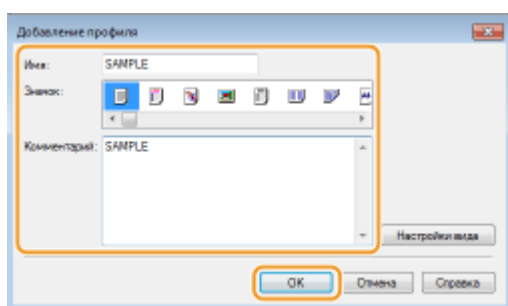 Добавление профиля
Имя: SAMPLE
Значок:
Комментарий: SAMPLE
Настройки вида
OK Отмена Справка